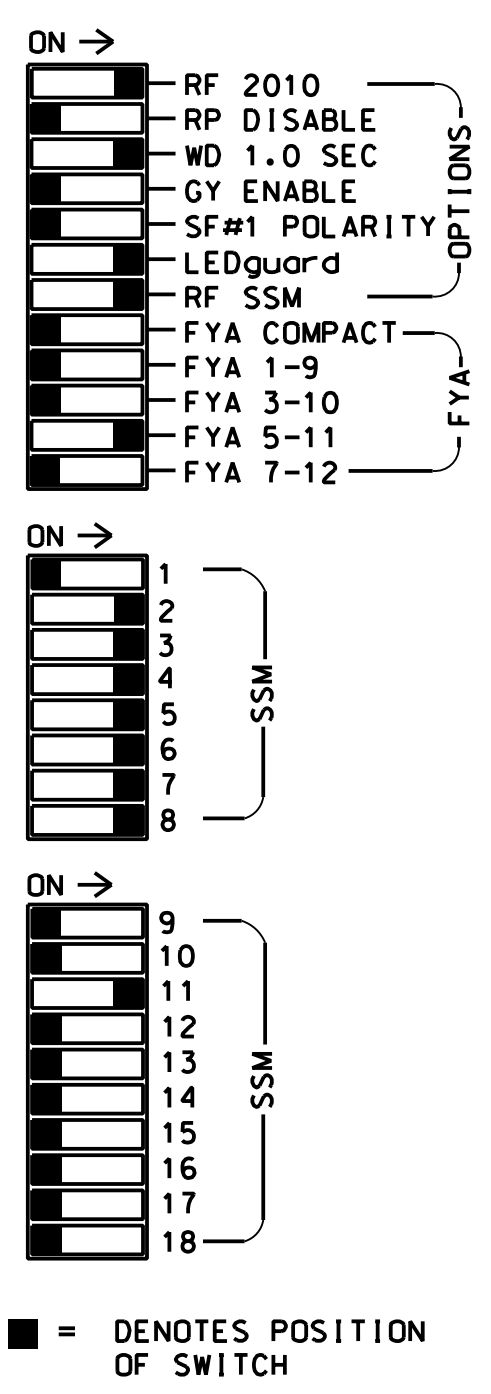 ON →
RF 2010
RP DISABLE
WD 1.0 SEC
GY ENABLE
SF#1 POLARITY
LEDguard
RF SSM
OPTIONS
FYA COMPACT
FYA 1-9
FYA 3-10
FYA 5-11
FYA 7-12
FYA
ON →
1
2
3
4
5
6
7
8
SSM
ON →
9
10
11
12
13
14
15
16
17
18
SSM
= DENOTES POSITION
OF SWITCH